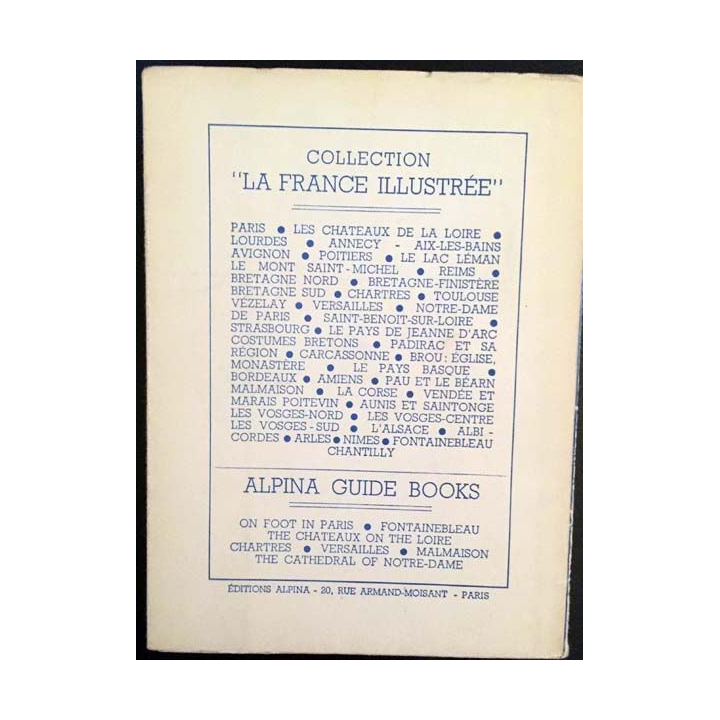 COLLECTION
"LA FRANCE ILLUSTRÉE"
PARIS ● LES CHATEAUX DE LA LOIRE ●
LOURDES ● ANNECY - AIX-LES-BAINS
AVIGNON ● POITIERS ● LE LAC LÉMAN
LE MONT SAINT-MICHEL ● REIMS ●
BRETAGNE NORD ● BRETAGNE-FINISTÈRE
BRETAGNE SUD ● CHARTRES ● TOULOUSE
VÉZELAY ● VERSAILLES ● NOTRE-DAME
DE PARIS ● SAINT-BENOIT-SUR-LOIRE ●
STRASBOURG ● LE PAYS DE JEANNE D'ARC
COSTUMES BRETONS ● PADIRAC ET SA
RÉGION ● CARCASSONNE ● BROU: ÉGLISE,
MONASTÈRE ● LE PAYS BASQUE ●
BORDEAUX ● AMIENS ● PAU ET LE BÉARN
MALMAISON ● LA CORSE ● VENDÉE ET
MARAIS POITEVIN ● AUNIS ET SAINTONGE
LES VOSGES-NORD ● LES VOSGES-CENTRE
LES VOSGES-SUD ● L'ALSACE ● ALBI-
CORDES ● ARLES ● NIMES ● FONTAINEBLEAU
CHANTILLY
ALPINA GUIDE BOOKS
ON FOOT IN PARIS ● FONTAINEBLEAU
THE CHATEAUX ON THE LOIRE
CHARTRES ● VERSAILLES ● MALMAISON
THE CATHEDRAL OF NOTRE-DAME
ÉDITIONS ALPINA - 20, RUE ARMAND-MOISANT - PARIS